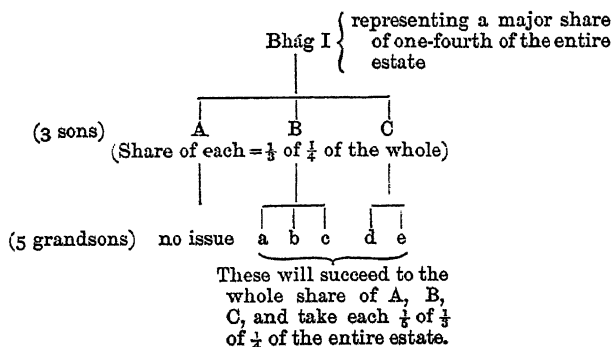 Bhág I { representing a major share
of one-fourth of the entire
estate
(3 sons) A B C
(Share of each = 1/3 of 1/4 of the whole)
(5 grandsons) no issue a b c d e
These will succeed to the
whole share of A, B,
C, and take each 1/5 of 1/3
of 1/4 of the entire estate.